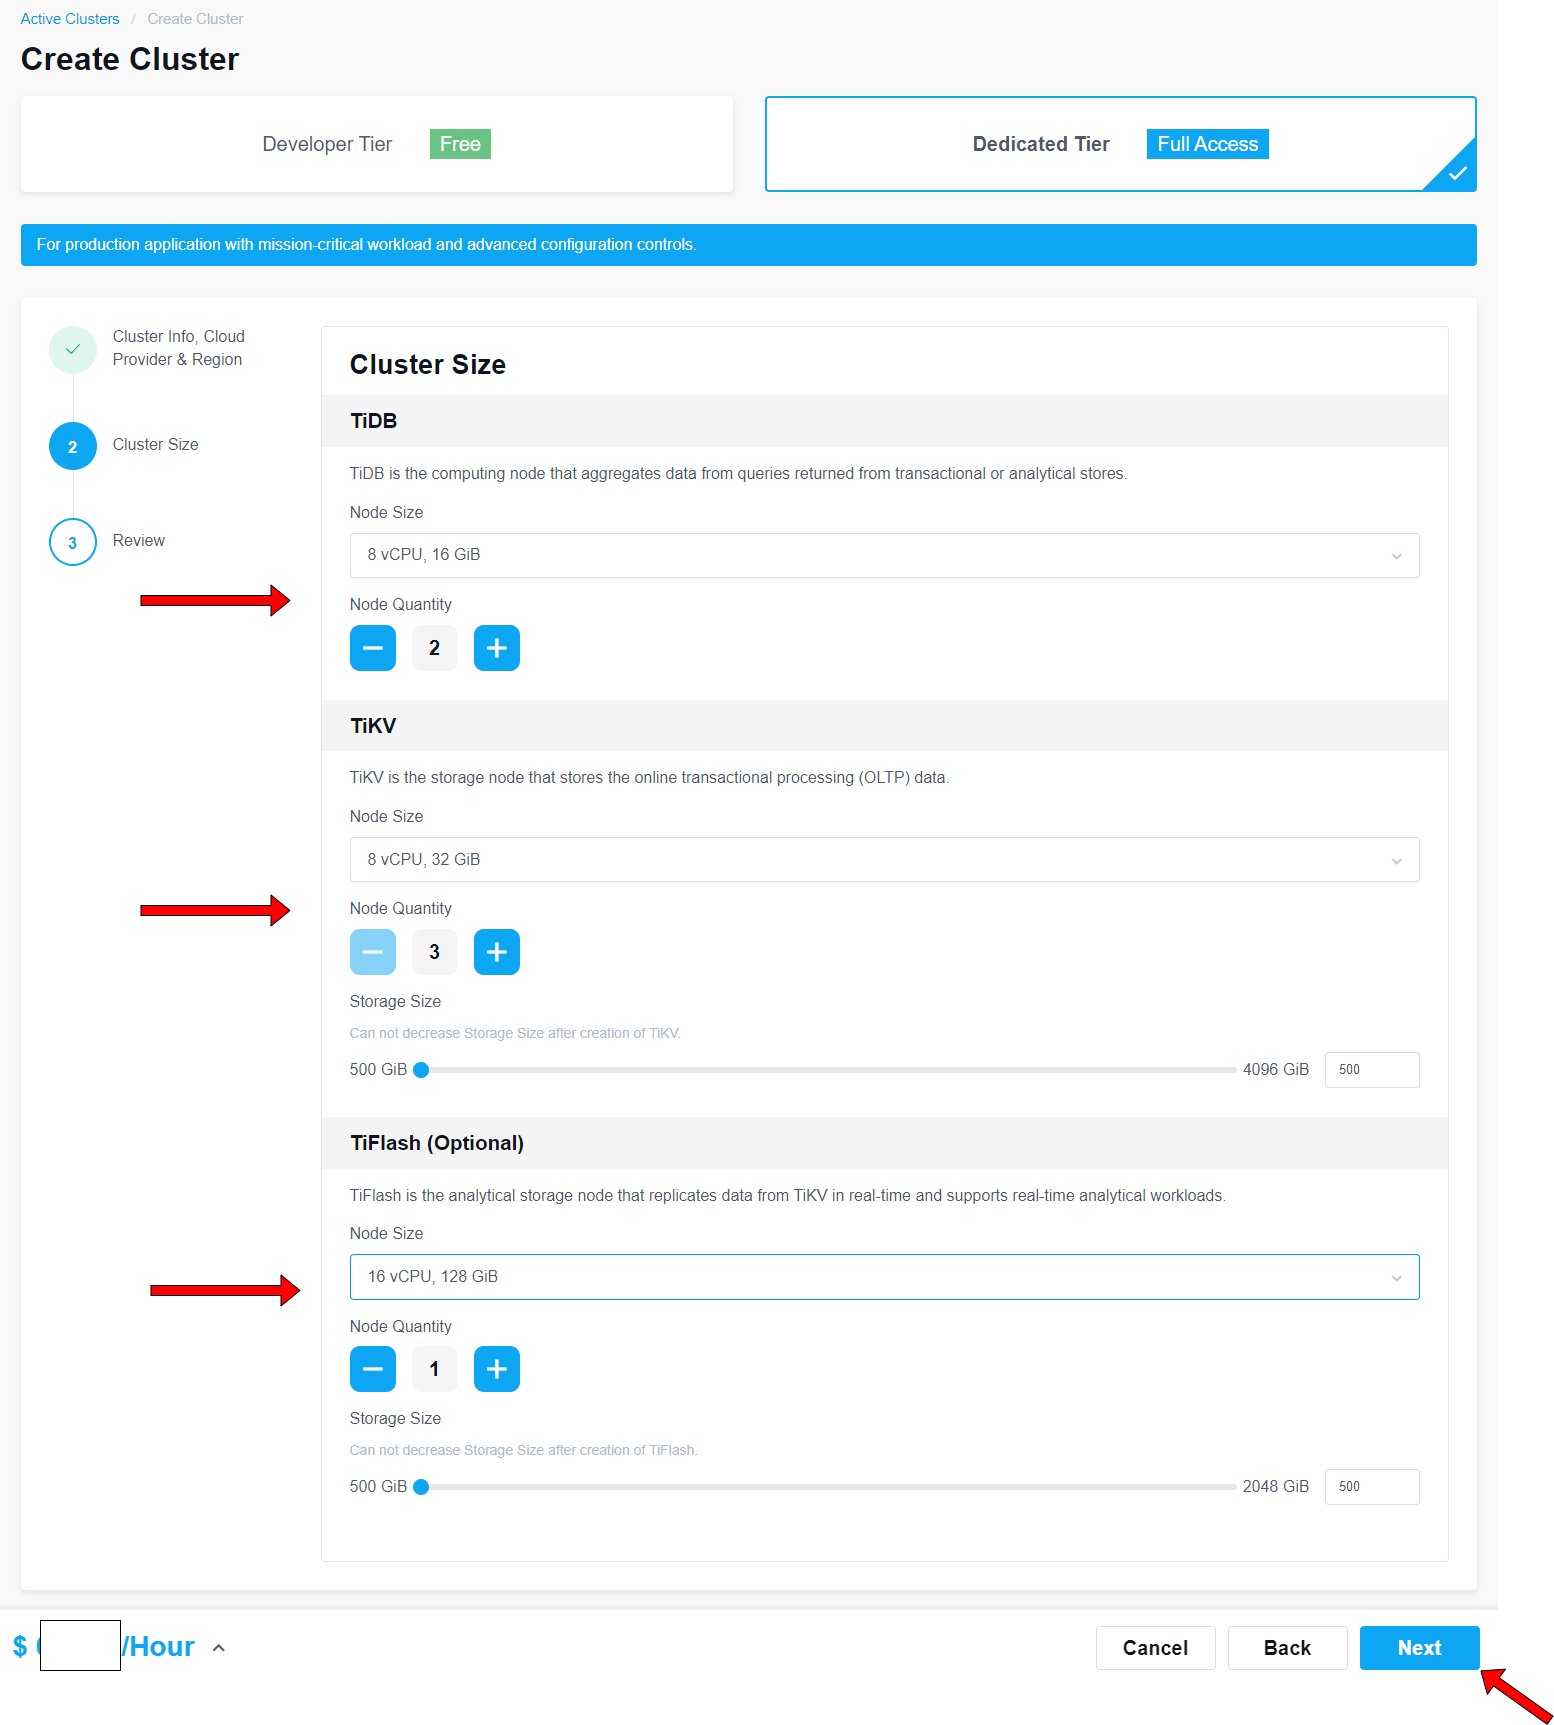 Active Clusters / Create Cluster
Create Cluster
Developer Tier Free
Dedicated Tier Full Access
For production application with mission-critical workload and advanced configuration controls.
Cluster Info, Cloud
Provider & Region
2 Cluster Size
3 Review
Cluster Size
TiDB
TiDB is the computing node that aggregates data from queries returned from transactional or analytical stores.
Node Size
8 vCPU, 16 GiB
Node Quantity
2
TiKV
TiKV is the storage node that stores the online transactional processing (OLTP) data.
Node Size
8 vCPU, 32 GiB
Node Quantity
3
Storage Size
Can not decrease Storage Size after creation of TiKV.
500 GiB 4096 GiB 500
TiFlash (Optional)
TiFlash is the analytical storage node that replicates data from TiKV in real-time and supports real-time analytical workloads.
Node Size
16 vCPU, 128 GiB
Node Quantity
1
Storage Size
Can not decrease Storage Size after creation of TiFlash.
500 GiB 2048 GiB 500
$ /Hour
Cancel Back Next